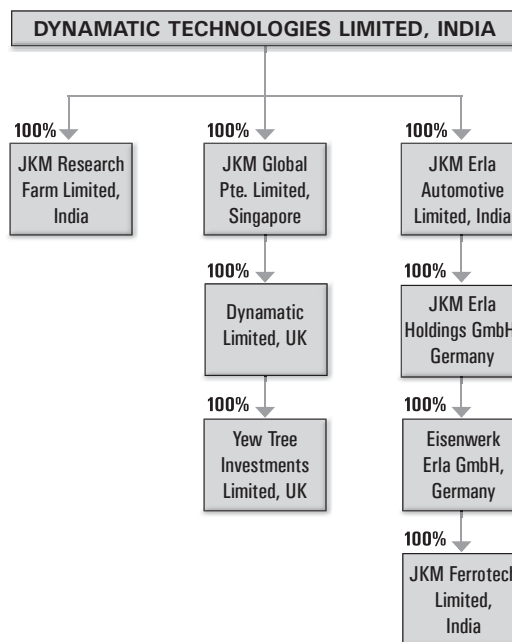 DYNAMATIC TECHNOLOGIES LIMITED, INDIA
100%
JKM Research
Farm Limited,
India
100%
JKM Global
Pte. Limited,
Singapore
100%
Dynamatic
Limited, UK
100%
Yew Tree
Investments
Limited, UK
100%
JKM Erla
Automotive
Limited, India
100%
JKM Erla
Holdings GmbH
Germany
100%
Eisenwerk
Erla GmbH,
Germany
100%
JKM Ferrotech
Limited,
India